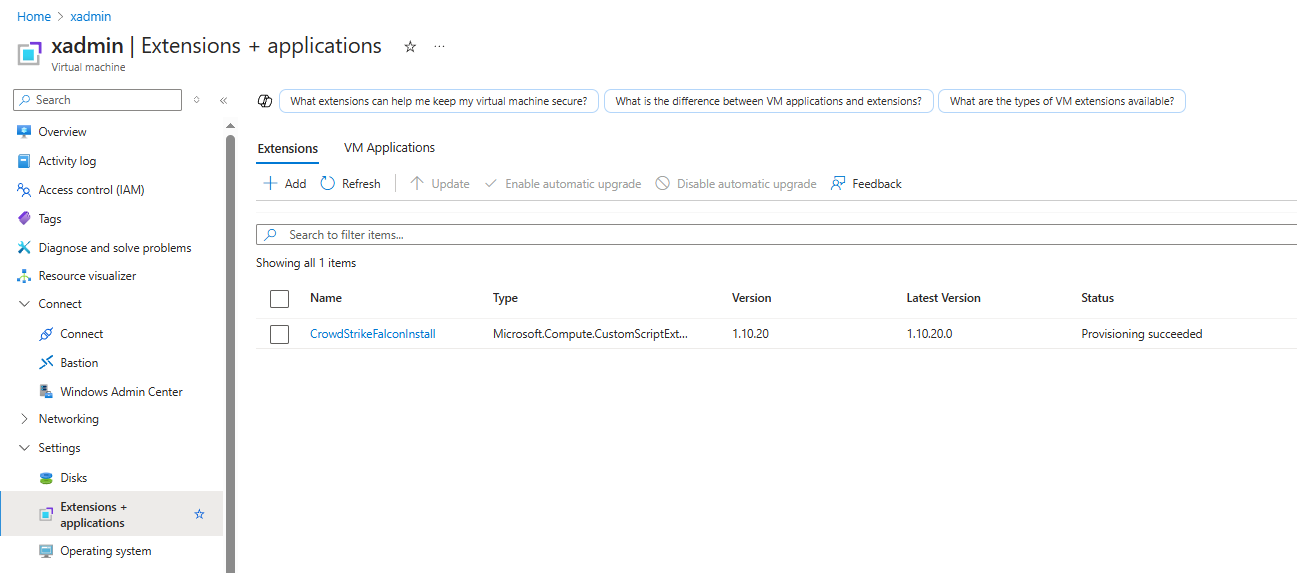 Home > xadmin
xadmin | Extensions + applications
Virtual machine
Search
Overview
Activity log
Access control (IAM)
Tags
Diagnose and solve problems
Resource visualizer
Connect
Connect
Bastion
Windows Admin Center
Networking
Settings
Disks
Extensions +
applications
Operating system
What extensions can help me keep my virtual machine secure? What is the difference between VM applications and extensions? What are the types of VM extensions available?
Extensions VM Applications
Add Refresh Update Enable automatic upgrade Disable automatic upgrade Feedback
Search to filter items...
Showing all 1 items
Name Type Version Latest Version Status
CrowdStrikeFalconInstall Microsoft.Compute.CustomScriptExt... 1.10.20 1.10.20.0 Provisioning succeeded